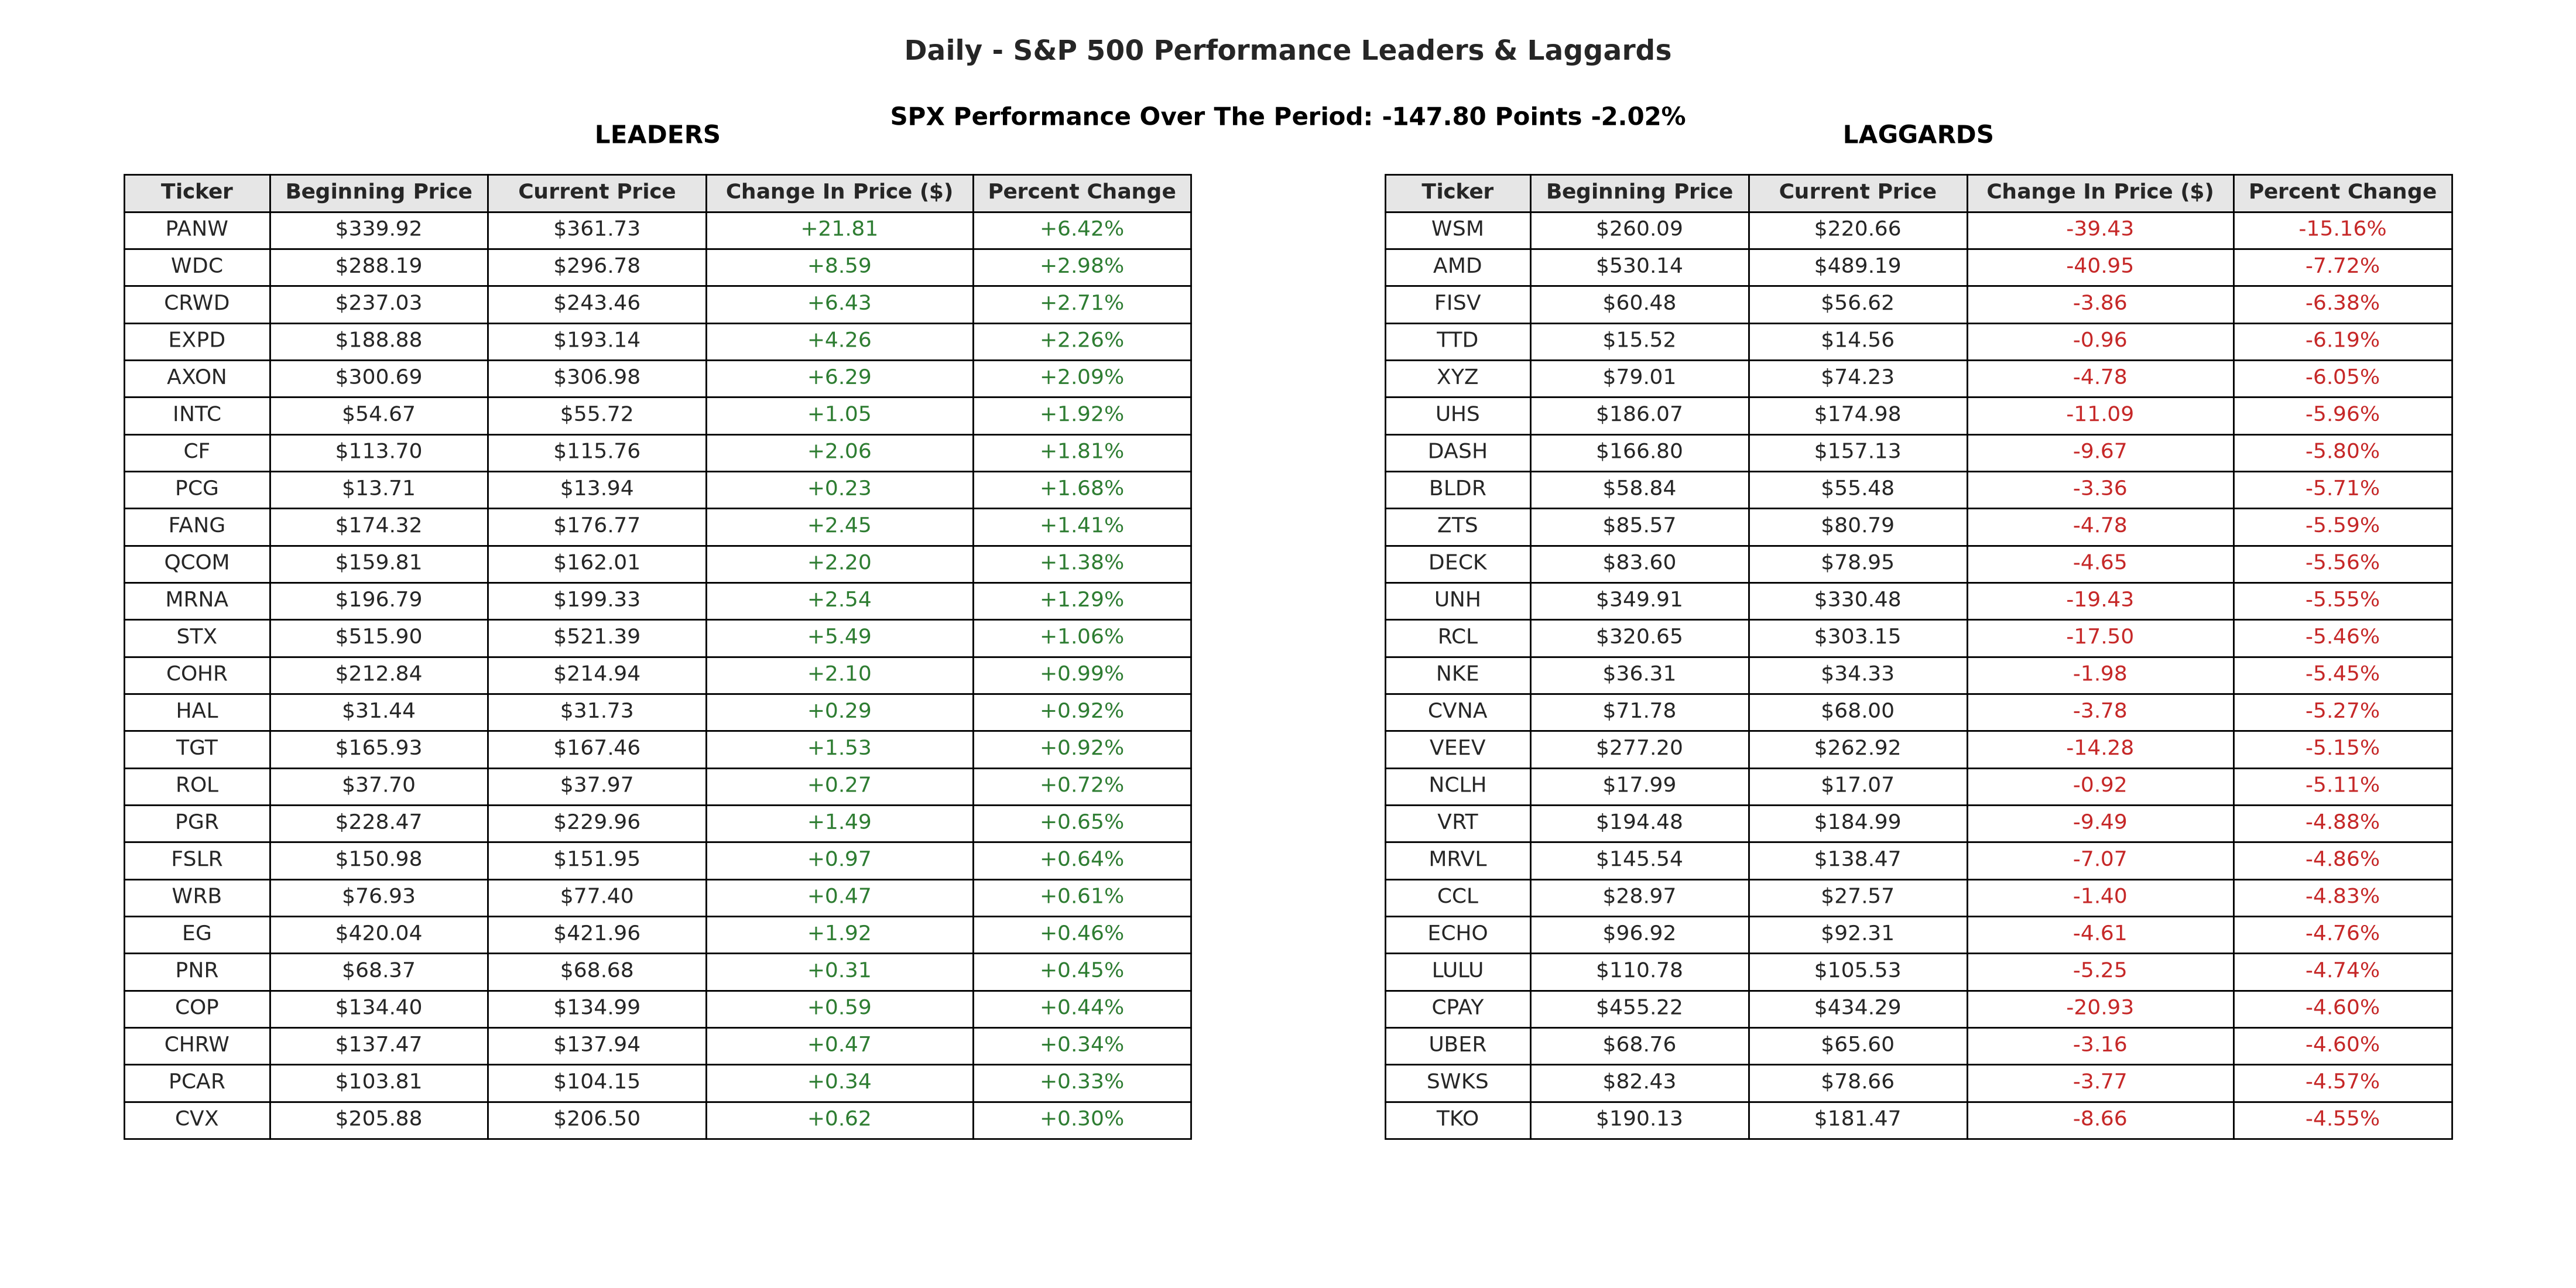 Daily - S&P 500 Performance Leaders & Laggards
SPX Performance Over The Period: -147.80 Points -2.02%
LEADERS
Ticker Beginning Price Current Price Change In Price ($) Percent Change
PANW $339.92 $361.73 +21.81 +6.42%
WDC $288.19 $296.78 +8.59 +2.98%
CRWD $237.03 $243.46 +6.43 +2.71%
EXPD $188.88 $193.14 +4.26 +2.26%
AXON $300.69 $306.98 +6.29 +2.09%
INTC $54.67 $55.72 +1.05 +1.92%
CF $113.70 $115.76 +2.06 +1.81%
PCG $13.71 $13.94 +0.23 +1.68%
FANG $174.32 $176.77 +2.45 +1.41%
QCOM $159.81 $162.01 +2.20 +1.38%
MRNA $196.79 $199.33 +2.54 +1.29%
STX $515.90 $521.39 +5.49 +1.06%
COHR $212.84 $214.94 +2.10 +0.99%
HAL $31.44 $31.73 +0.29 +0.92%
TGT $165.93 $167.46 +1.53 +0.92%
ROL $37.70 $37.97 +0.27 +0.72%
PGR $228.47 $229.96 +1.49 +0.65%
FSLR $150.98 $151.95 +0.97 +0.64%
WRB $76.93 $77.40 +0.47 +0.61%
EG $420.04 $421.96 +1.92 +0.46%
PNR $68.37 $68.68 +0.31 +0.45%
COP $134.40 $134.99 +0.59 +0.44%
CHRW $137.47 $137.94 +0.47 +0.34%
PCAR $103.81 $104.15 +0.34 +0.33%
CVX $205.88 $206.50 +0.62 +0.30%
LAGGARDS
Ticker Beginning Price Current Price Change In Price ($) Percent Change
WSM $260.09 $220.66 -39.43 -15.16%
AMD $530.14 $489.19 -40.95 -7.72%
FISV $60.48 $56.62 -3.86 -6.38%
TTD $15.52 $14.56 -0.96 -6.19%
XYZ $79.01 $74.23 -4.78 -6.05%
UHS $186.07 $174.98 -11.09 -5.96%
DASH $166.80 $157.13 -9.67 -5.80%
BLDR $58.84 $55.48 -3.36 -5.71%
ZTS $85.57 $80.79 -4.78 -5.59%
DECK $83.60 $78.95 -4.65 -5.56%
UNH $349.91 $330.48 -19.43 -5.55%
RCL $320.65 $303.15 -17.50 -5.46%
NKE $36.31 $34.33 -1.98 -5.45%
CVNA $71.78 $68.00 -3.78 -5.27%
VEEV $277.20 $262.92 -14.28 -5.15%
NCLH $17.99 $17.07 -0.92 -5.11%
VRT $194.48 $184.99 -9.49 -4.88%
MRVL $145.54 $138.47 -7.07 -4.86%
CCL $28.97 $27.57 -1.40 -4.83%
ECHO $96.92 $92.31 -4.61 -4.76%
LULU $110.78 $105.53 -5.25 -4.74%
CPAY $455.22 $434.29 -20.93 -4.60%
UBER $68.76 $65.60 -3.16 -4.60%
SWKS $82.43 $78.66 -3.77 -4.57%
TKO $190.13 $181.47 -8.66 -4.55%